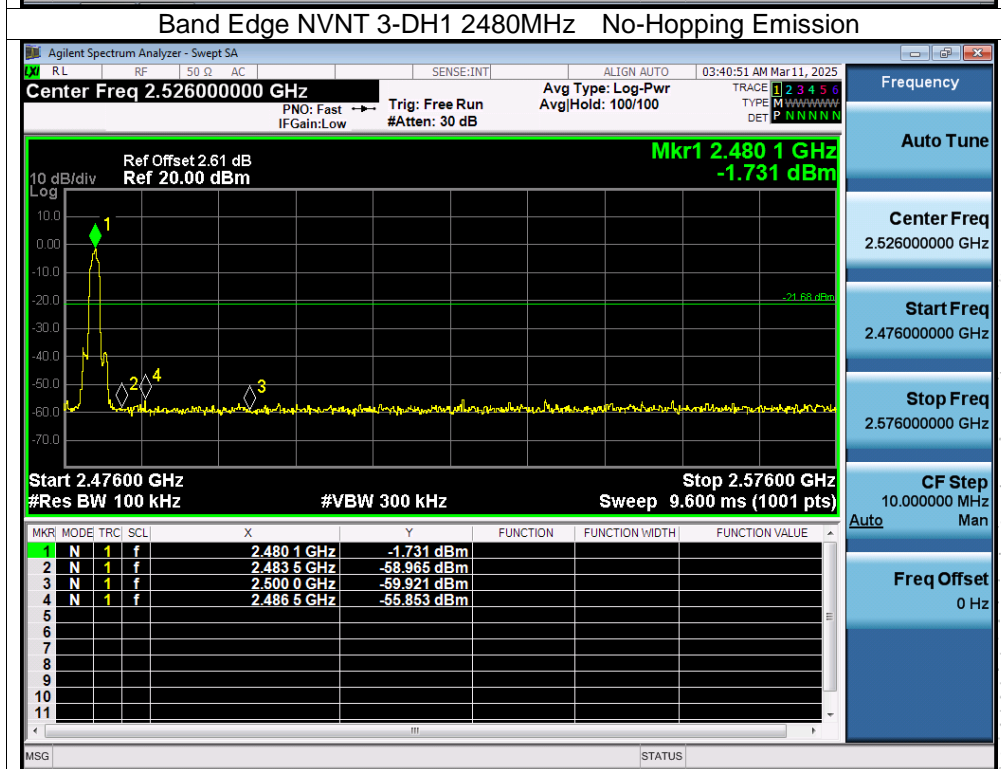 Band Edge NVNT 3-DH1 2480MHz No-Hopping Emission
Agilent Spectrum Analyzer - Swept SA
LXI RL RF 50 Ω AC SENSE:INT ALIGN AUTO 03:40:51 AM Mar 11, 2025
Center Freq 2.526000000 GHz
PNO: Fast
IFGain:Low
Trig: Free Run
#Atten: 30 dB
Avg Type: Log-Pwr
Avg|Hold: 100/100
TRACE 1 2 3 4 5 6
TYPE M WWWWW
DET P N N N N N
Frequency
Auto Tune
Center Freq
2.526000000 GHz
Start Freq
2.476000000 GHz
Stop Freq
2.576000000 GHz
CF Step
10.000000 MHz
Auto Man
Freq Offset
0 Hz
Mkr1 2.480 1 GHz
-1.731 dBm
Ref Offset 2.61 dB
10 dB/div Ref 20.00 dBm
Log
10.0
0.00
-10.0
-20.0
-30.0
-40.0
-50.0
-60.0
-70.0
1
2
4
3
-21.68 dBm
Start 2.47600 GHz Stop 2.57600 GHz
#Res BW 100 kHz #VBW 300 kHz Sweep 9.600 ms (1001 pts)
MKR MODE TRC SCL X Y FUNCTION FUNCTION WIDTH FUNCTION VALUE
1 N 1 f 2.480 1 GHz -1.731 dBm
2 N 1 f 2.483 5 GHz -58.965 dBm
3 N 1 f 2.500 0 GHz -59.921 dBm
4 N 1 f 2.486 5 GHz -55.853 dBm
5
6
7
8
9
10
11
MSG STATUS